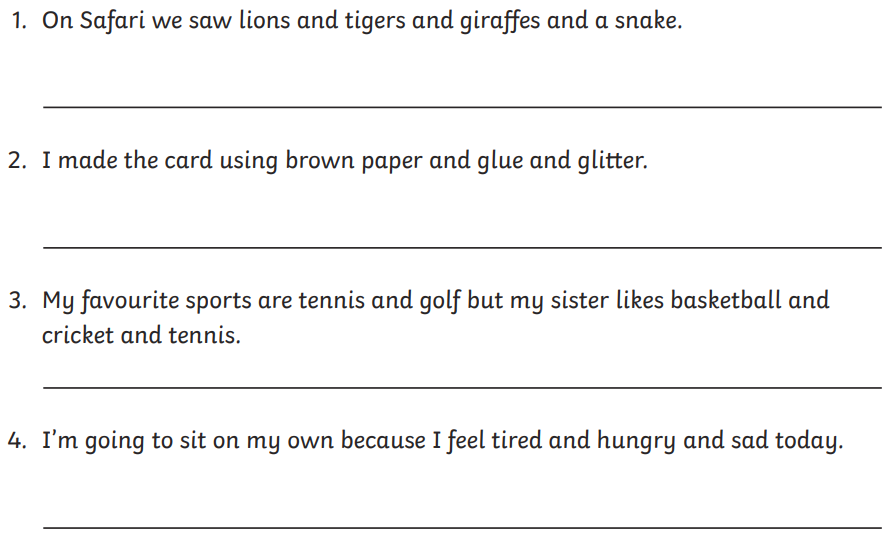 1. On Safari we saw lions and tigers and giraffes and a snake.
2. I made the card using brown paper and glue and glitter.
3. My favourite sports are tennis and golf but my sister likes basketball and
cricket and tennis.
4. I'm going to sit on my own because I feel tired and hungry and sad today.